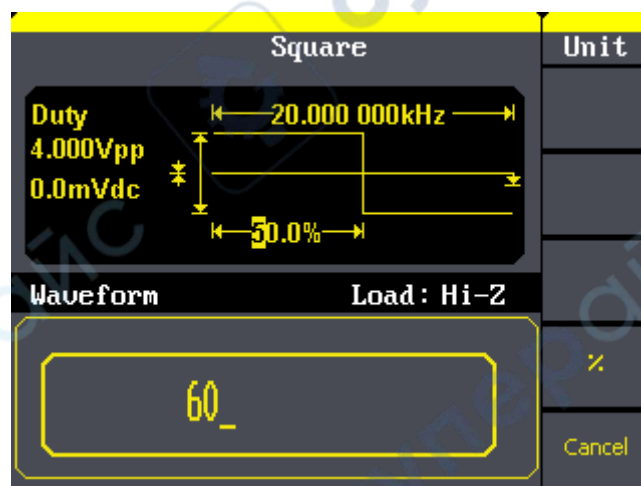 Square
Unit
Duty
20.000 000kHz
4.000Vpp
0.0mVdc
50.0%
Waveform
Load: Hi-Z
60_
%
Cancel